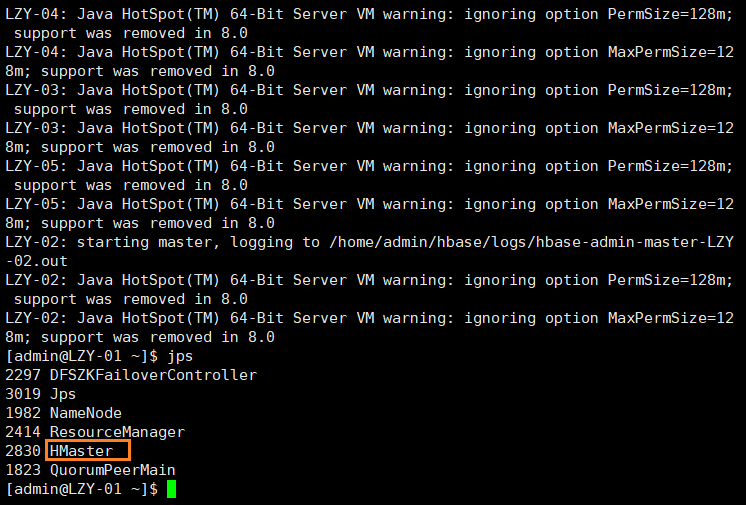 LZY-04: Java HotSpot(TM) 64-Bit Server VM warning: ignoring option PermSize=128m;
 support was removed in 8.0
LZY-04: Java HotSpot(TM) 64-Bit Server VM warning: ignoring option MaxPermSize=12
8m; support was removed in 8.0
LZY-03: Java HotSpot(TM) 64-Bit Server VM warning: ignoring option PermSize=128m;
 support was removed in 8.0
LZY-03: Java HotSpot(TM) 64-Bit Server VM warning: ignoring option MaxPermSize=12
8m; support was removed in 8.0
LZY-05: Java HotSpot(TM) 64-Bit Server VM warning: ignoring option PermSize=128m;
 support was removed in 8.0
LZY-05: Java HotSpot(TM) 64-Bit Server VM warning: ignoring option MaxPermSize=12
8m; support was removed in 8.0
LZY-02: starting master, logging to /home/admin/hbase/logs/hbase-admin-master-LZY
-02.out
LZY-02: Java HotSpot(TM) 64-Bit Server VM warning: ignoring option PermSize=128m;
 support was removed in 8.0
LZY-02: Java HotSpot(TM) 64-Bit Server VM warning: ignoring option MaxPermSize=12
8m; support was removed in 8.0
[admin@LZY-01 ~]$ jps
2297 DFSZKFailoverController
3019 Jps
1982 NameNode
2414 ResourceManager
2830 HMaster
1823 QuorumPeerMain
[admin@LZY-01 ~]$